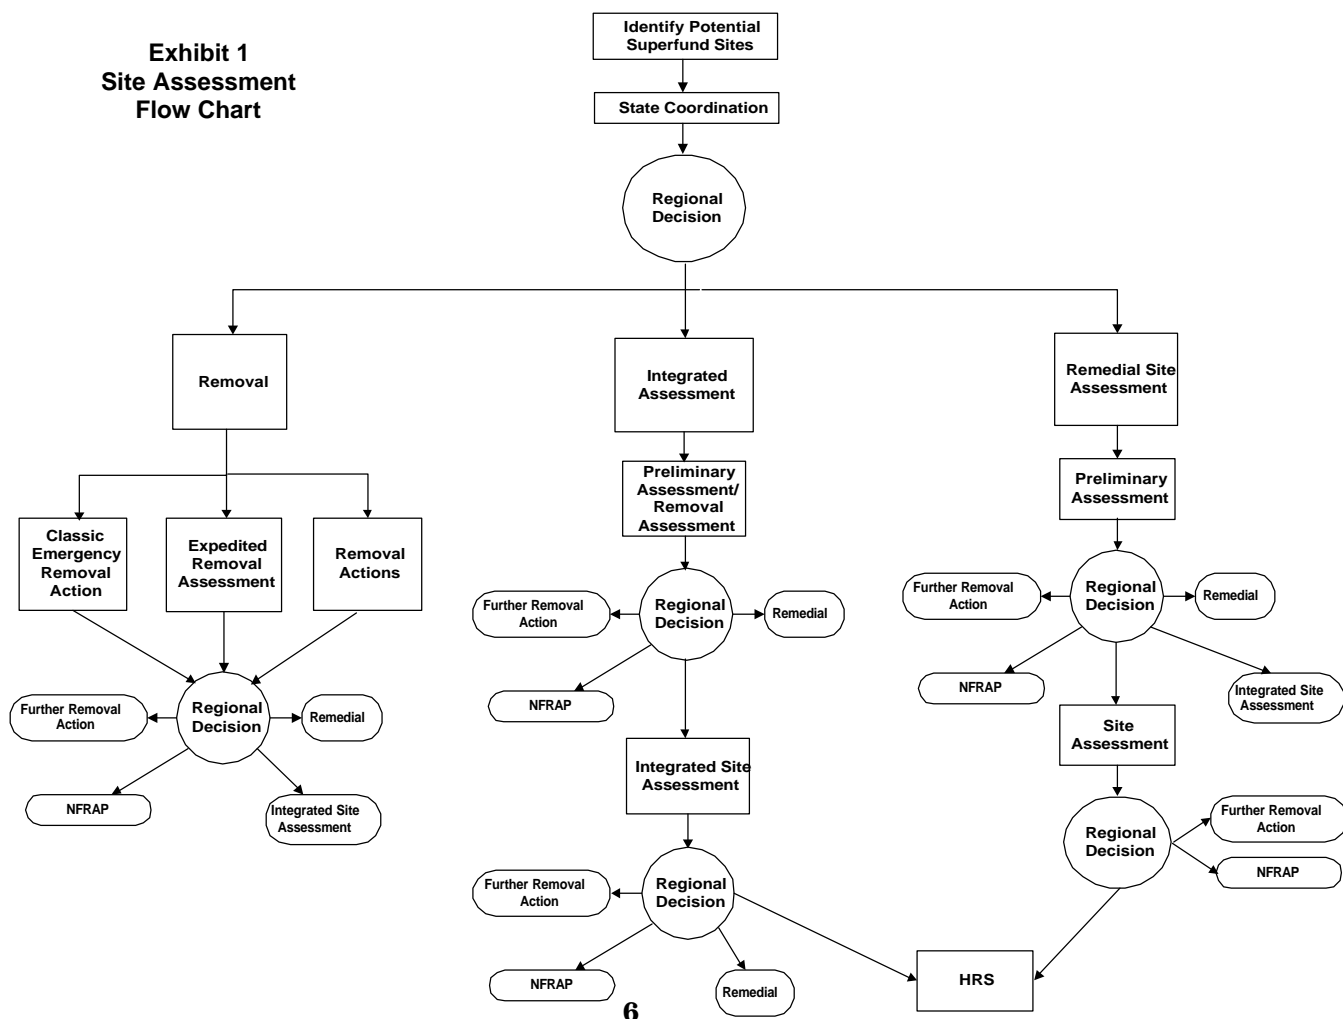 Exhibit 1
Site Assessment
Flow Chart
Identify Potential
Superfund Sites
State Coordination
Regional
Decision
Removal
Integrated
Assessment
Remedial Site
Assessment
Classic
Emergency
Removal
Action
Expedited
Removal
Assessment
Removal
Actions
Regional
Decision
Further Removal
Action
Remedial
NFRAP
Integrated Site
Assessment
Preliminary
Assessment/
Removal
Assessment
Regional
Decision
Further Removal
Action
Remedial
NFRAP
Integrated Site
Assessment
Regional
Decision
Further Removal
Action
NFRAP
Remedial
Preliminary
Assessment
Regional
Decision
Further Removal
Action
Remedial
NFRAP
Integrated Site
Assessment
Site
Assessment
Regional
Decision
Further Removal
Action
NFRAP
HRS
6